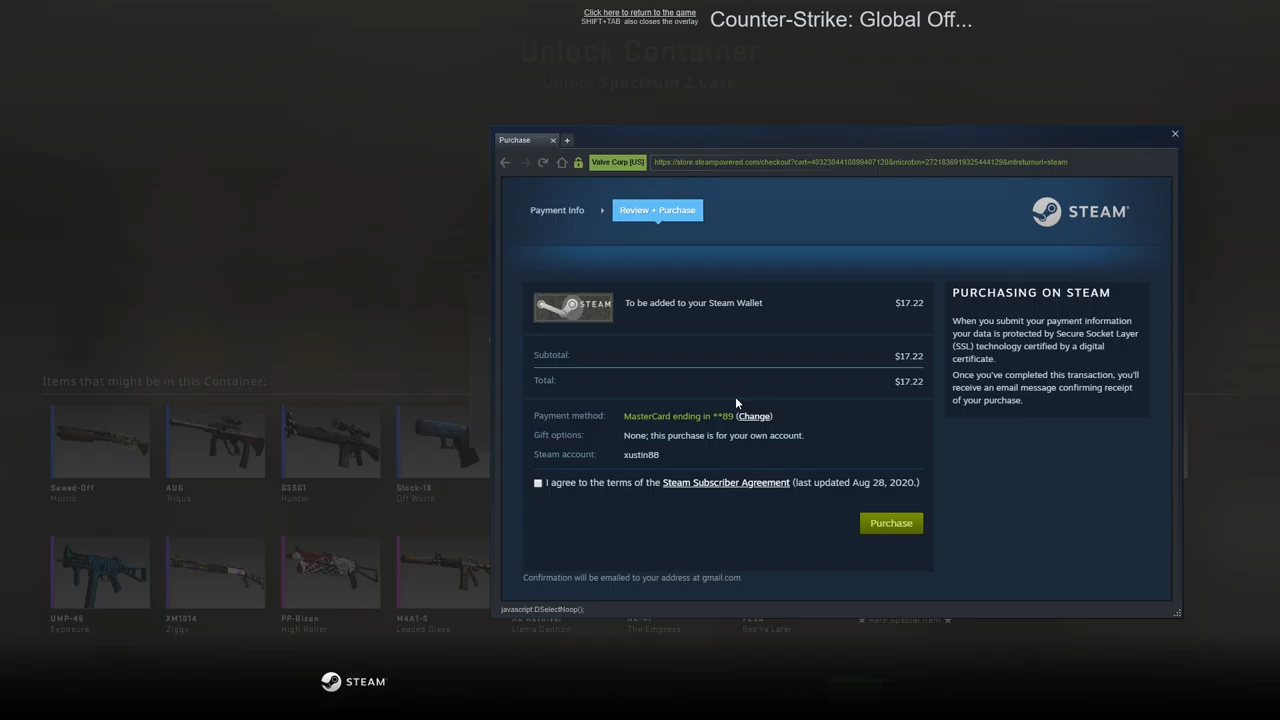 Click here to return to the game
SHIFT+TAB also closes the overlay
Counter-Strike: Global Off...
Unlock Container
Unlock Spectrum 2 Case
Purchase
Valve Corp [US]
https://store.steampowered.com/checkout?cart=4032384410899407120&microtxn=2721836919325444129&mtreturnurl=steam
Payment Info
Review + Purchase
STEAM
STEAM
To be added to your Steam Wallet
$17.22
Subtotal:
$17.22
Total:
$17.22
Payment method:
MasterCard ending in **89 (Change)
Gift options:
None; this purchase is for your own account.
Steam account:
xustin88
I agree to the terms of the Steam Subscriber Agreement (last updated Aug 28, 2020.)
Purchase
Confirmation will be emailed to your address at gmail.com
javascript:DSelectNoop();
PURCHASING ON STEAM
When you submit your payment information
your data is protected by Secure Socket Layer
(SSL) technology certified by a digital
certificate.
Once you've completed this transaction, you'll
receive an email message confirming receipt
of your purchase.
Items that might be in this Container:
Sawed-Off
Morris
AUG
Triqua
G3SG1
Hunter
Glock-18
Off World
UMP-45
Exposure
XM1014
Ziggy
PP-Bizon
High Roller
M4A1-S
Leaded Glass
Llama Cannon
The Empress
See Ya Later
★ Rare Special Item ★
STEAM